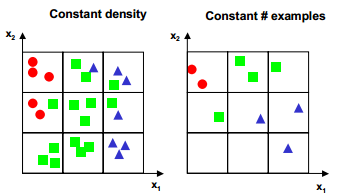 Constant density
Constant # examples
x2
x2
x1
x1